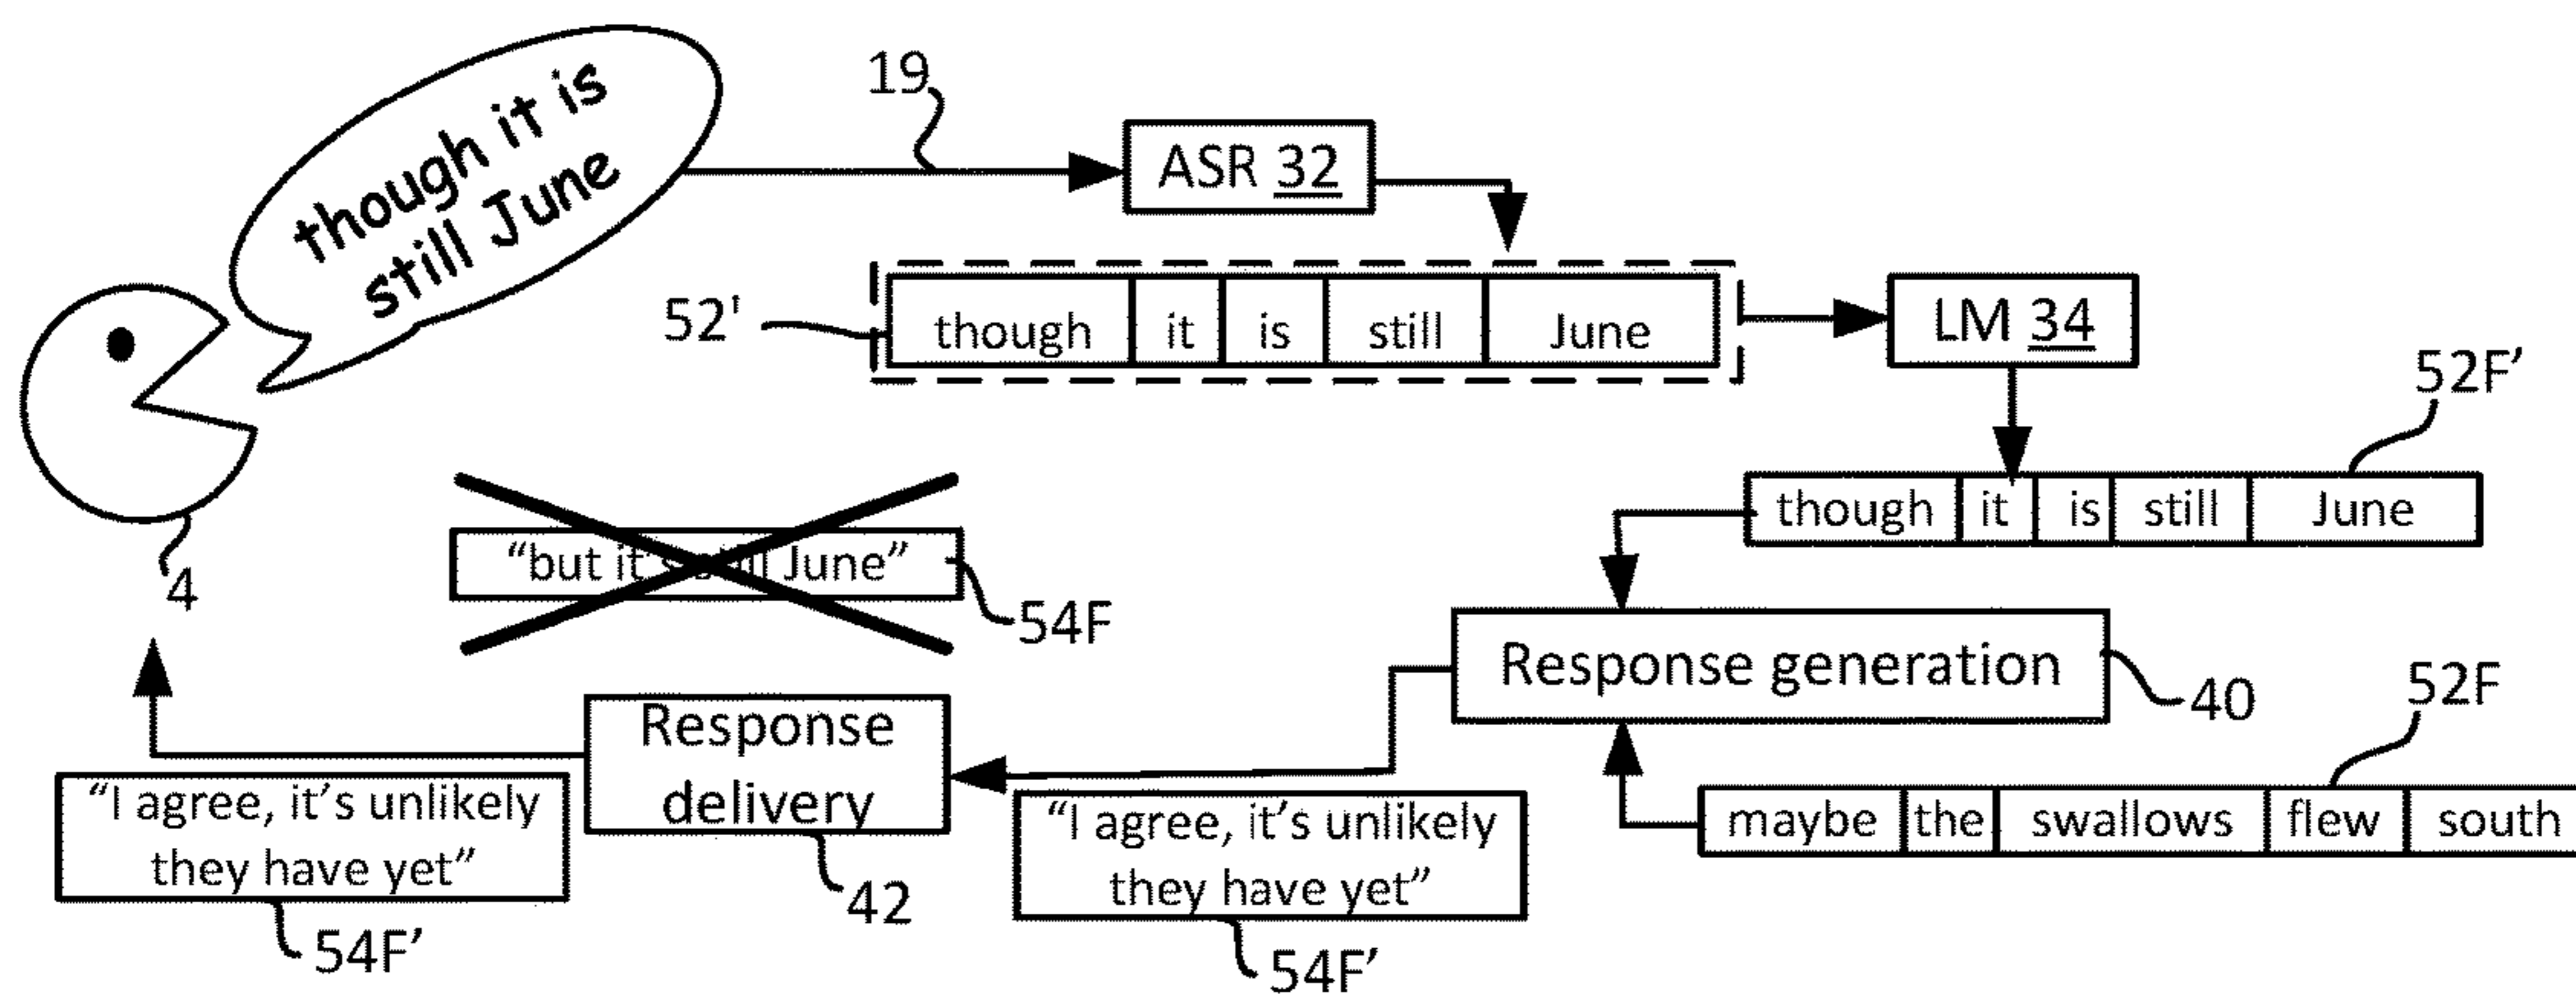 though it is
still June
19
ASR 32
52'
though it is still June
LM 34
52F’
though it is still June
4
“but it’s still June”
54F
Response generation
40
52F
maybe the swallows flew south
Response
delivery
42
“I agree, it’s unlikely
they have yet”
54F’
“I agree, it’s unlikely
they have yet”
54F’